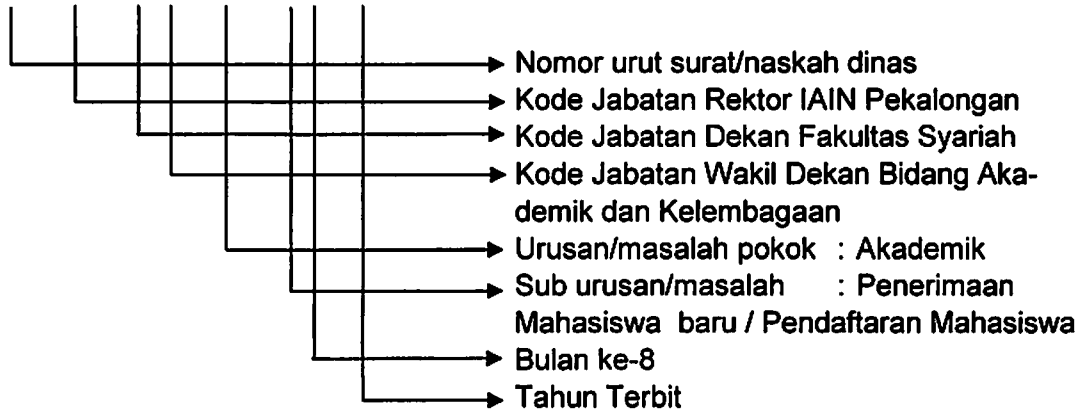 Nomor urut surat/naskah dinas
Kode Jabatan Rektor IAIN Pekalongan
Kode Jabatan Dekan Fakultas Syariah
Kode Jabatan Wakil Dekan Bidang Aka-
demik dan Kelembagaan
Urusan/masalah pokok : Akademik
Sub urusan/masalah : Penerimaan
Mahasiswa baru / Pendaftaran Mahasiswa
Bulan ke-8
Tahun Terbit